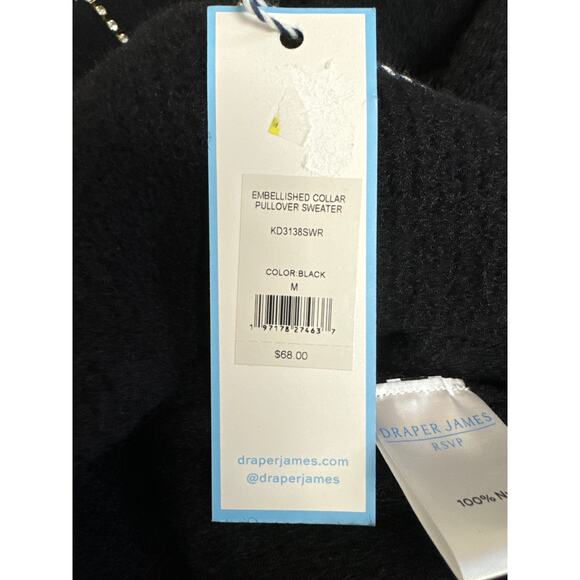 EMBELLISHED COLLAR
PULLOVER SWEATER
KD3138SWR
COLOR:BLACK
M
1 97178 27463 7
$68.00
draperjames.com
@draperjames
DRAPER JAMES
RSVP
100%